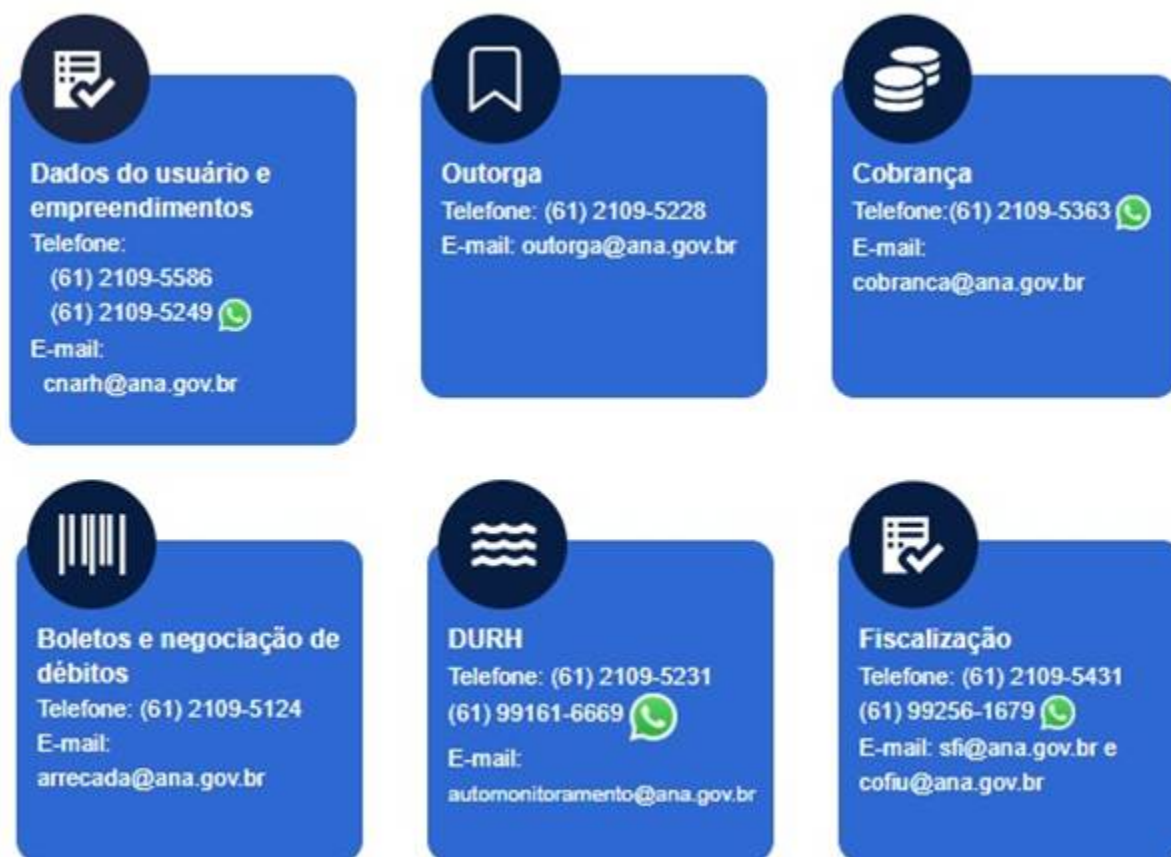 Dados do usuário e
empreendimentos
Telefone:
(61) 2109-5586
(61) 2109-5249
E-mail:
cnarh@ana.gov.br
Outorga
Telefone: (61) 2109-5228
E-mail: outorga@ana.gov.br
Cobrança
Telefone:(61) 2109-5363
E-mail:
cobranca@ana.gov.br
Boletos e negociação de
débitos
Telefone: (61) 2109-5124
E-mail:
arrecada@ana.gov.br
DURH
Telefone: (61) 2109-5231
(61) 99161-6669
E-mail:
automonitoramento@ana.gov.br
Fiscalização
Telefone: (61) 2109-5431
(61) 99256-1679
E-mail: sfi@ana.gov.br e
cofiu@ana.gov.br